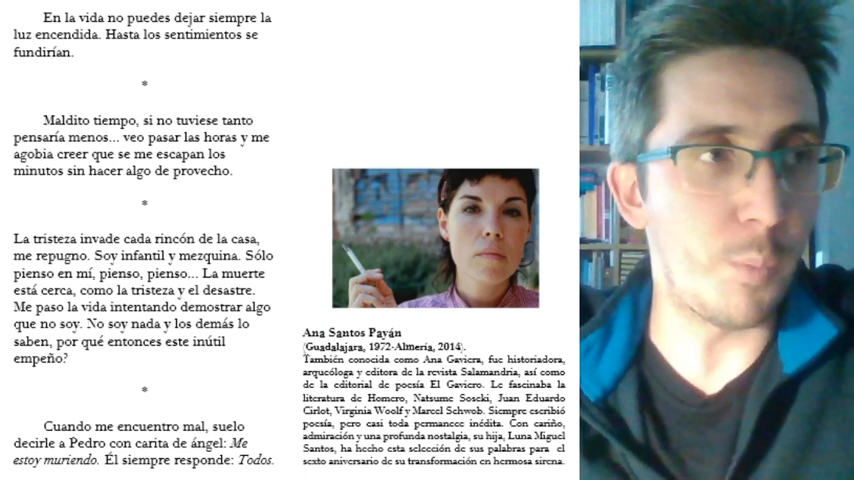 En la vida no puedes dejar siempre la
luz encendida. Hasta los sentimientos se
fundirían.
*
Maldito tiempo, si no tuviese tanto
pensaría menos... veo pasar las horas y me
agobia creer que se me escapan los
minutos sin hacer algo de provecho.
*
La tristeza invade cada rincón de la casa,
me repugno. Soy infantil y mezquina. Sólo
pienso en mí, pienso, pienso... La muerte
está cerca, como la tristeza y el desastre.
Me paso la vida intentando demostrar algo
que no soy. No soy nada y los demás lo
saben, por qué entonces este inútil
empeño?
*
Cuando me encuentro mal, suelo
decirle a Pedro con carita de ángel: Me
estoy muriendo. Él siempre responde: Todos.
Ana Santos Payán
(Guadalajara, 1972-Almería, 2014).
También conocida como Ana Gaviera, fue historiadora,
arqueóloga y editora de la revista Salamandria, así como
de la editorial de poesía El Gaviero. Le fascinaba la
literatura de Homero, Natsume Soseki, Juan Eduardo
Cirlot, Virginia Woolf y Marcel Schwob. Siempre escribió
poesía, pero casi toda permanece inédita. Con cariño,
admiración y una profunda nostalgia, su hija, Luna Miguel
Santos, ha hecho esta selección de sus palabras para el
sexto aniversario de su transformación en hermosa sirena.